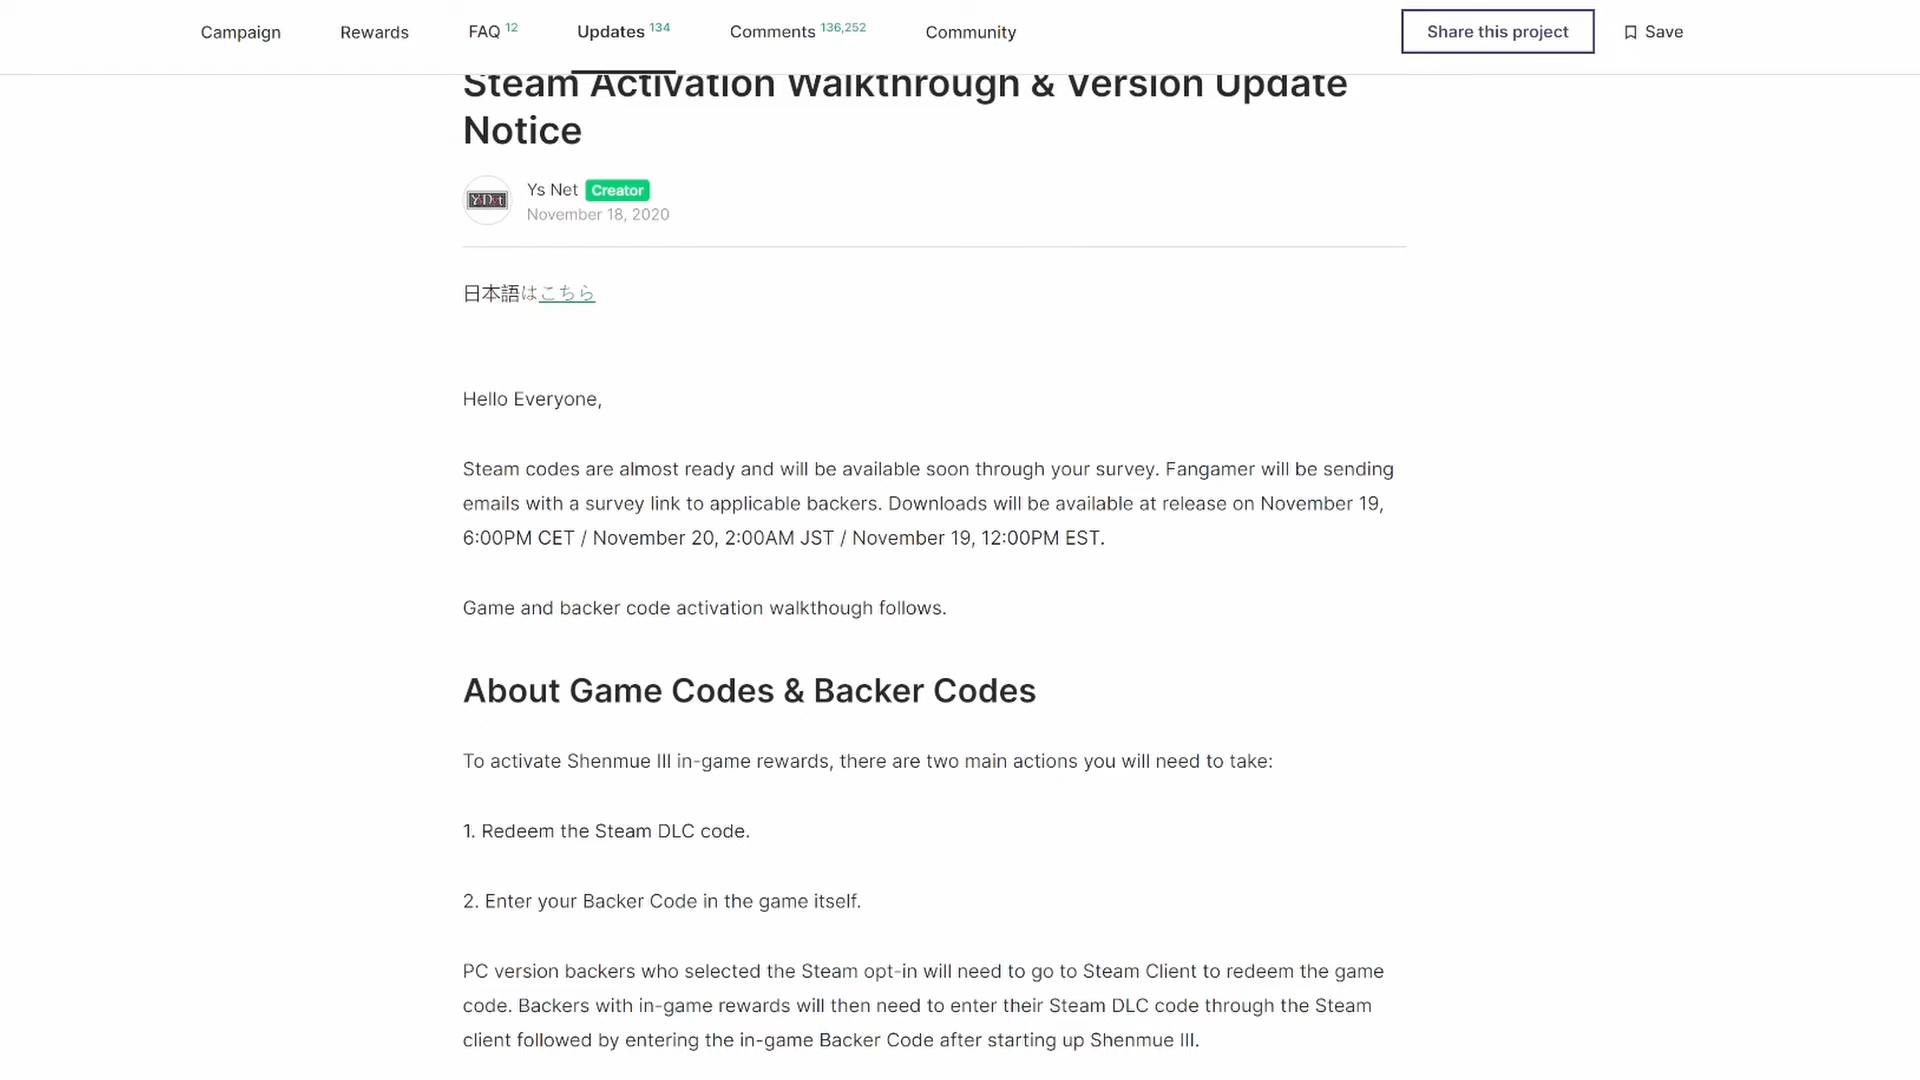 Campaign
Rewards
FAQ 12
Updates 134
Comments 136,252
Community
Share this project
Save
Steam Activation Walkthrough & Version Update
Notice
YsNet
Ys Net Creator
November 18, 2020
日本語はこちら
Hello Everyone,
Steam codes are almost ready and will be available soon through your survey. Fangamer will be sending
emails with a survey link to applicable backers. Downloads will be available at release on November 19,
6:00PM CET / November 20, 2:00AM JST / November 19, 12:00PM EST.
Game and backer code activation walkthough follows.
About Game Codes & Backer Codes
To activate Shenmue III in-game rewards, there are two main actions you will need to take:
1. Redeem the Steam DLC code.
2. Enter your Backer Code in the game itself.
PC version backers who selected the Steam opt-in will need to go to Steam Client to redeem the game
code. Backers with in-game rewards will then need to enter their Steam DLC code through the Steam
client followed by entering the in-game Backer Code after starting up Shenmue III.